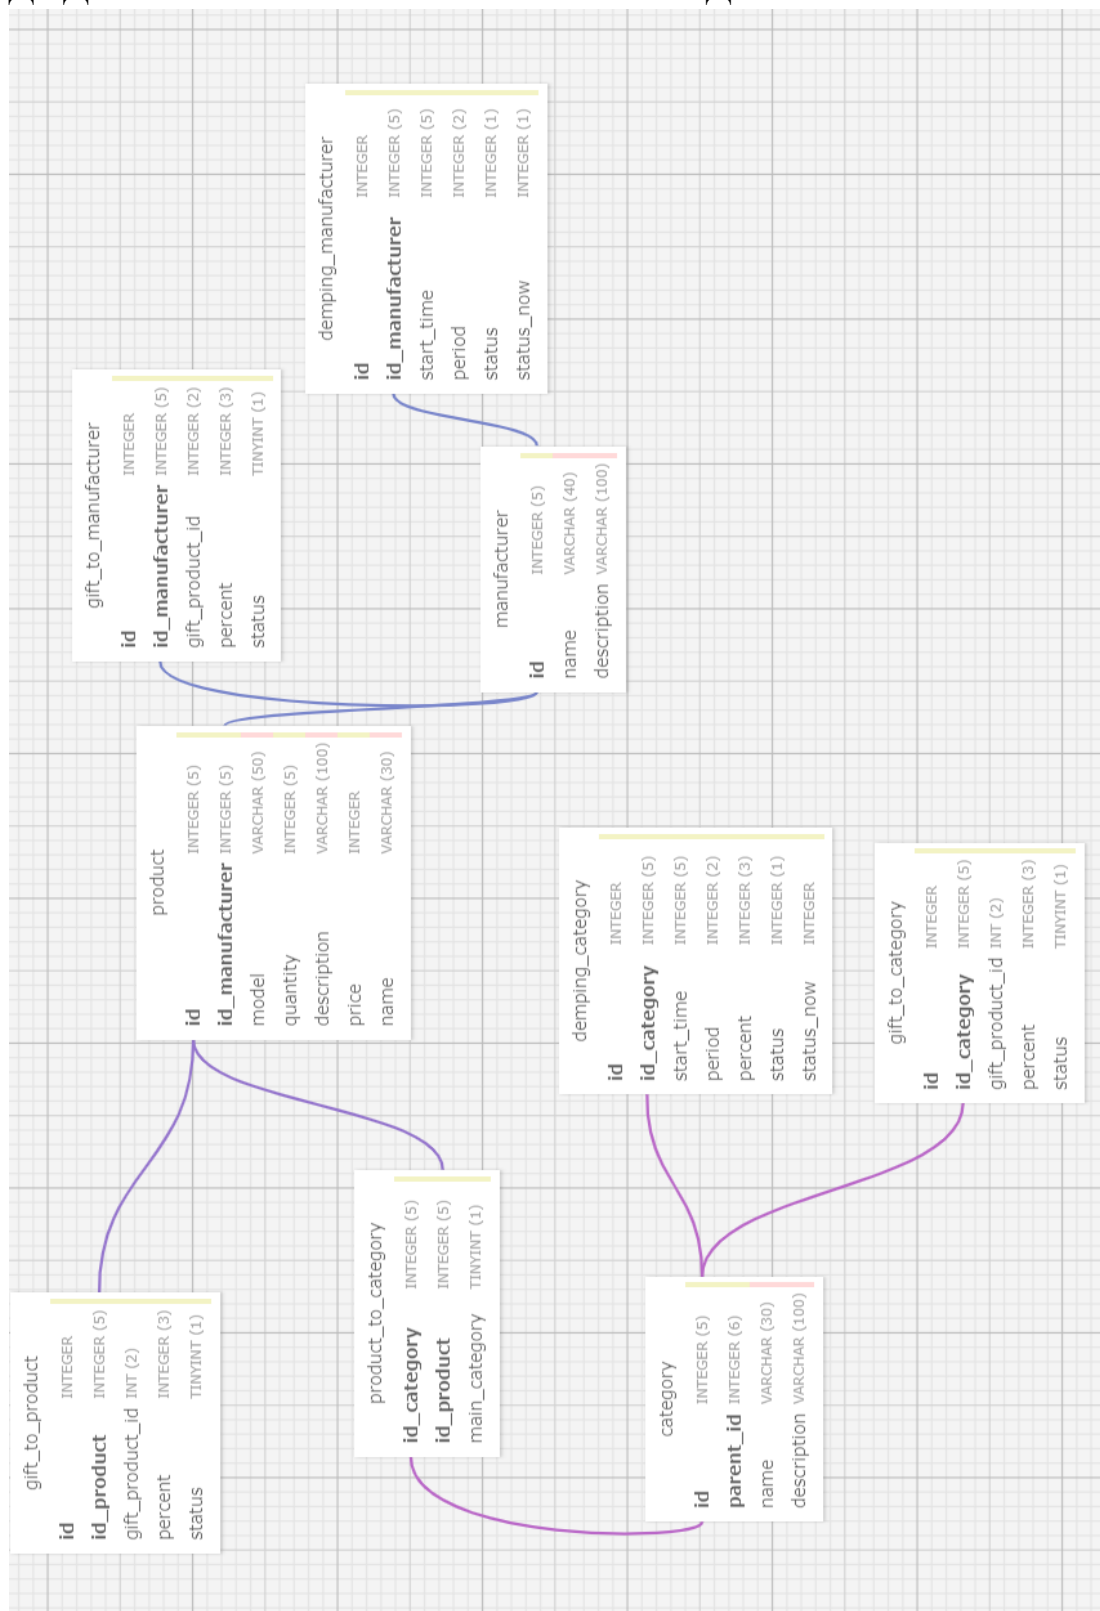 gift_to_product
id INTEGER
id_product INTEGER (5)
gift_product_id INT (2)
percent INTEGER (3)
status TINYINT (1)
product
id INTEGER (5)
id_manufacturer INTEGER (5)
model VARCHAR (50)
quantity INTEGER (5)
description VARCHAR (100)
price INTEGER
name VARCHAR (30)
gift_to_manufacturer
id INTEGER
id_manufacturer INTEGER (5)
gift_product_id INTEGER (2)
percent INTEGER (3)
status TINYINT (1)
demping_manufacturer
id INTEGER
id_manufacturer INTEGER (5)
start_time INTEGER (5)
period INTEGER (2)
status INTEGER (1)
status_now INTEGER (1)
product_to_category
id_category INTEGER (5)
id_product INTEGER (5)
main_category TINYINT (1)
manufacturer
id INTEGER (5)
name VARCHAR (40)
description VARCHAR (100)
demping_category
id INTEGER
id_category INTEGER (5)
start_time INTEGER (5)
period INTEGER (2)
percent INTEGER (3)
status INTEGER (1)
status_now INTEGER
category
id INTEGER (5)
parent_id INTEGER (6)
name VARCHAR (30)
description VARCHAR (100)
gift_to_category
id INTEGER
id_category INTEGER (5)
gift_product_id INT (2)
percent INTEGER (3)
status TINYINT (1)